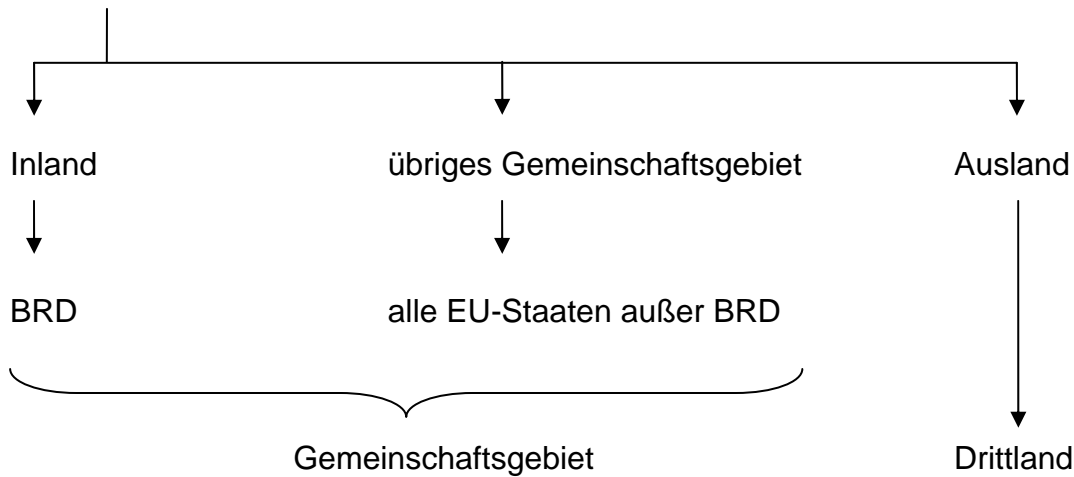 Inland übriges Gemeinschaftsgebiet Ausland
BRD alle EU-Staaten außer BRD
Gemeinschaftsgebiet Drittland